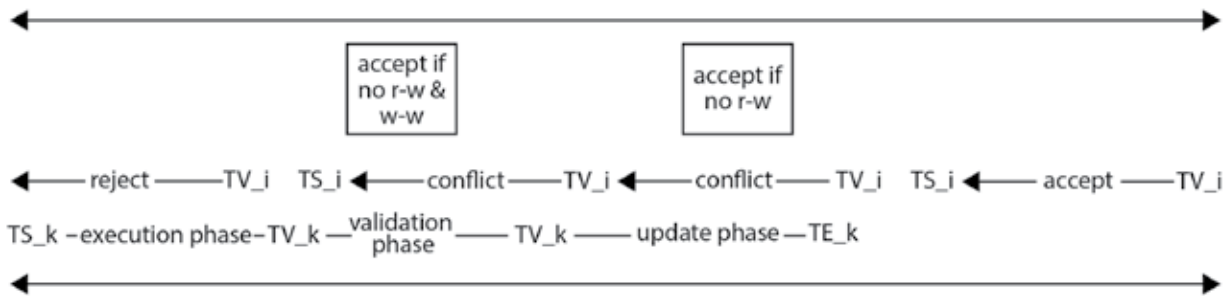 accept if
no r-w &
w-w
accept if
no r-w
reject TV_i TS_i conflict TV_i conflict TV_i TS_i accept TV_i
TS_k execution phase TV_k validation phase TV_k update phase TE_k